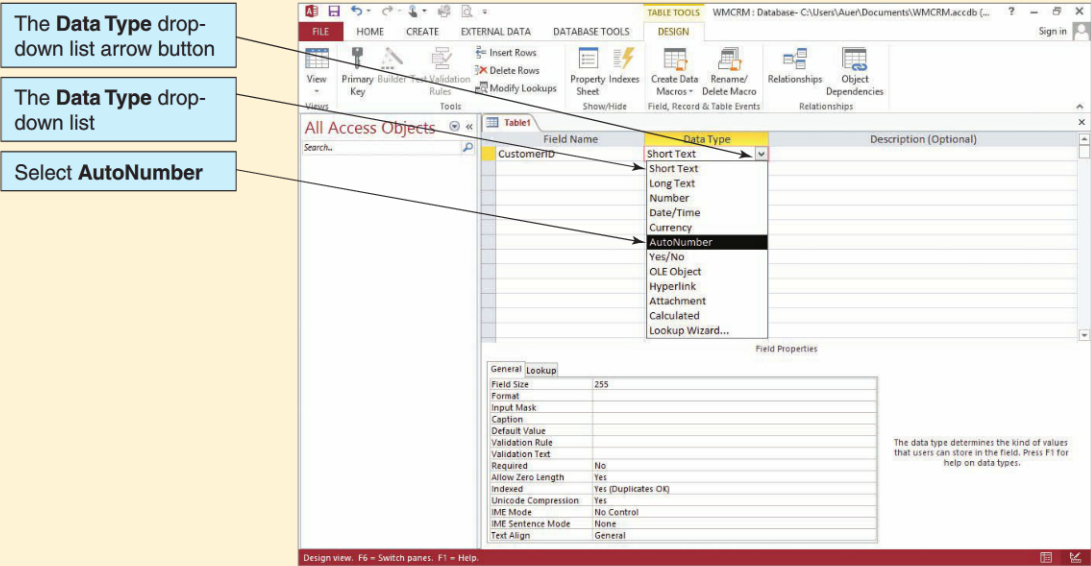 The Data Type drop-
down list arrow button
The Data Type drop-
down list
Select AutoNumber
TABLE TOOLS WMCRM : Database- C:\Users\Auer\Documents\WMCRM.accdb (... ?
FILE HOME CREATE EXTERNAL DATA DATABASE TOOLS DESIGN Sign in
View
Primary Key
Builder
Test Validation Rules
Insert Rows
Delete Rows
Modify Lookups
Property Sheet
Indexes
Create Data Macros
Rename/ Delete Macro
Relationships
Object Dependencies
Views Tools Show/Hide Field, Record & Table Events Relationships
All Access Objects
Search...
Table1
Field Name Data Type Description (Optional)
CustomerID Short Text
Short Text
Long Text
Number
Date/Time
Currency
AutoNumber
Yes/No
OLE Object
Hyperlink
Attachment
Calculated
Lookup Wizard...
Field Properties
General Lookup
Field Size 255
Format
Input Mask
Caption
Default Value
Validation Rule
Validation Text
Required No
Allow Zero Length Yes
Indexed Yes (Duplicates OK)
Unicode Compression Yes
IME Mode No Control
IME Sentence Mode None
Text Align General
The data type determines the kind of values
that users can store in the field. Press F1 for
help on data types.
Design view. F6 = Switch panes. F1 = Help.